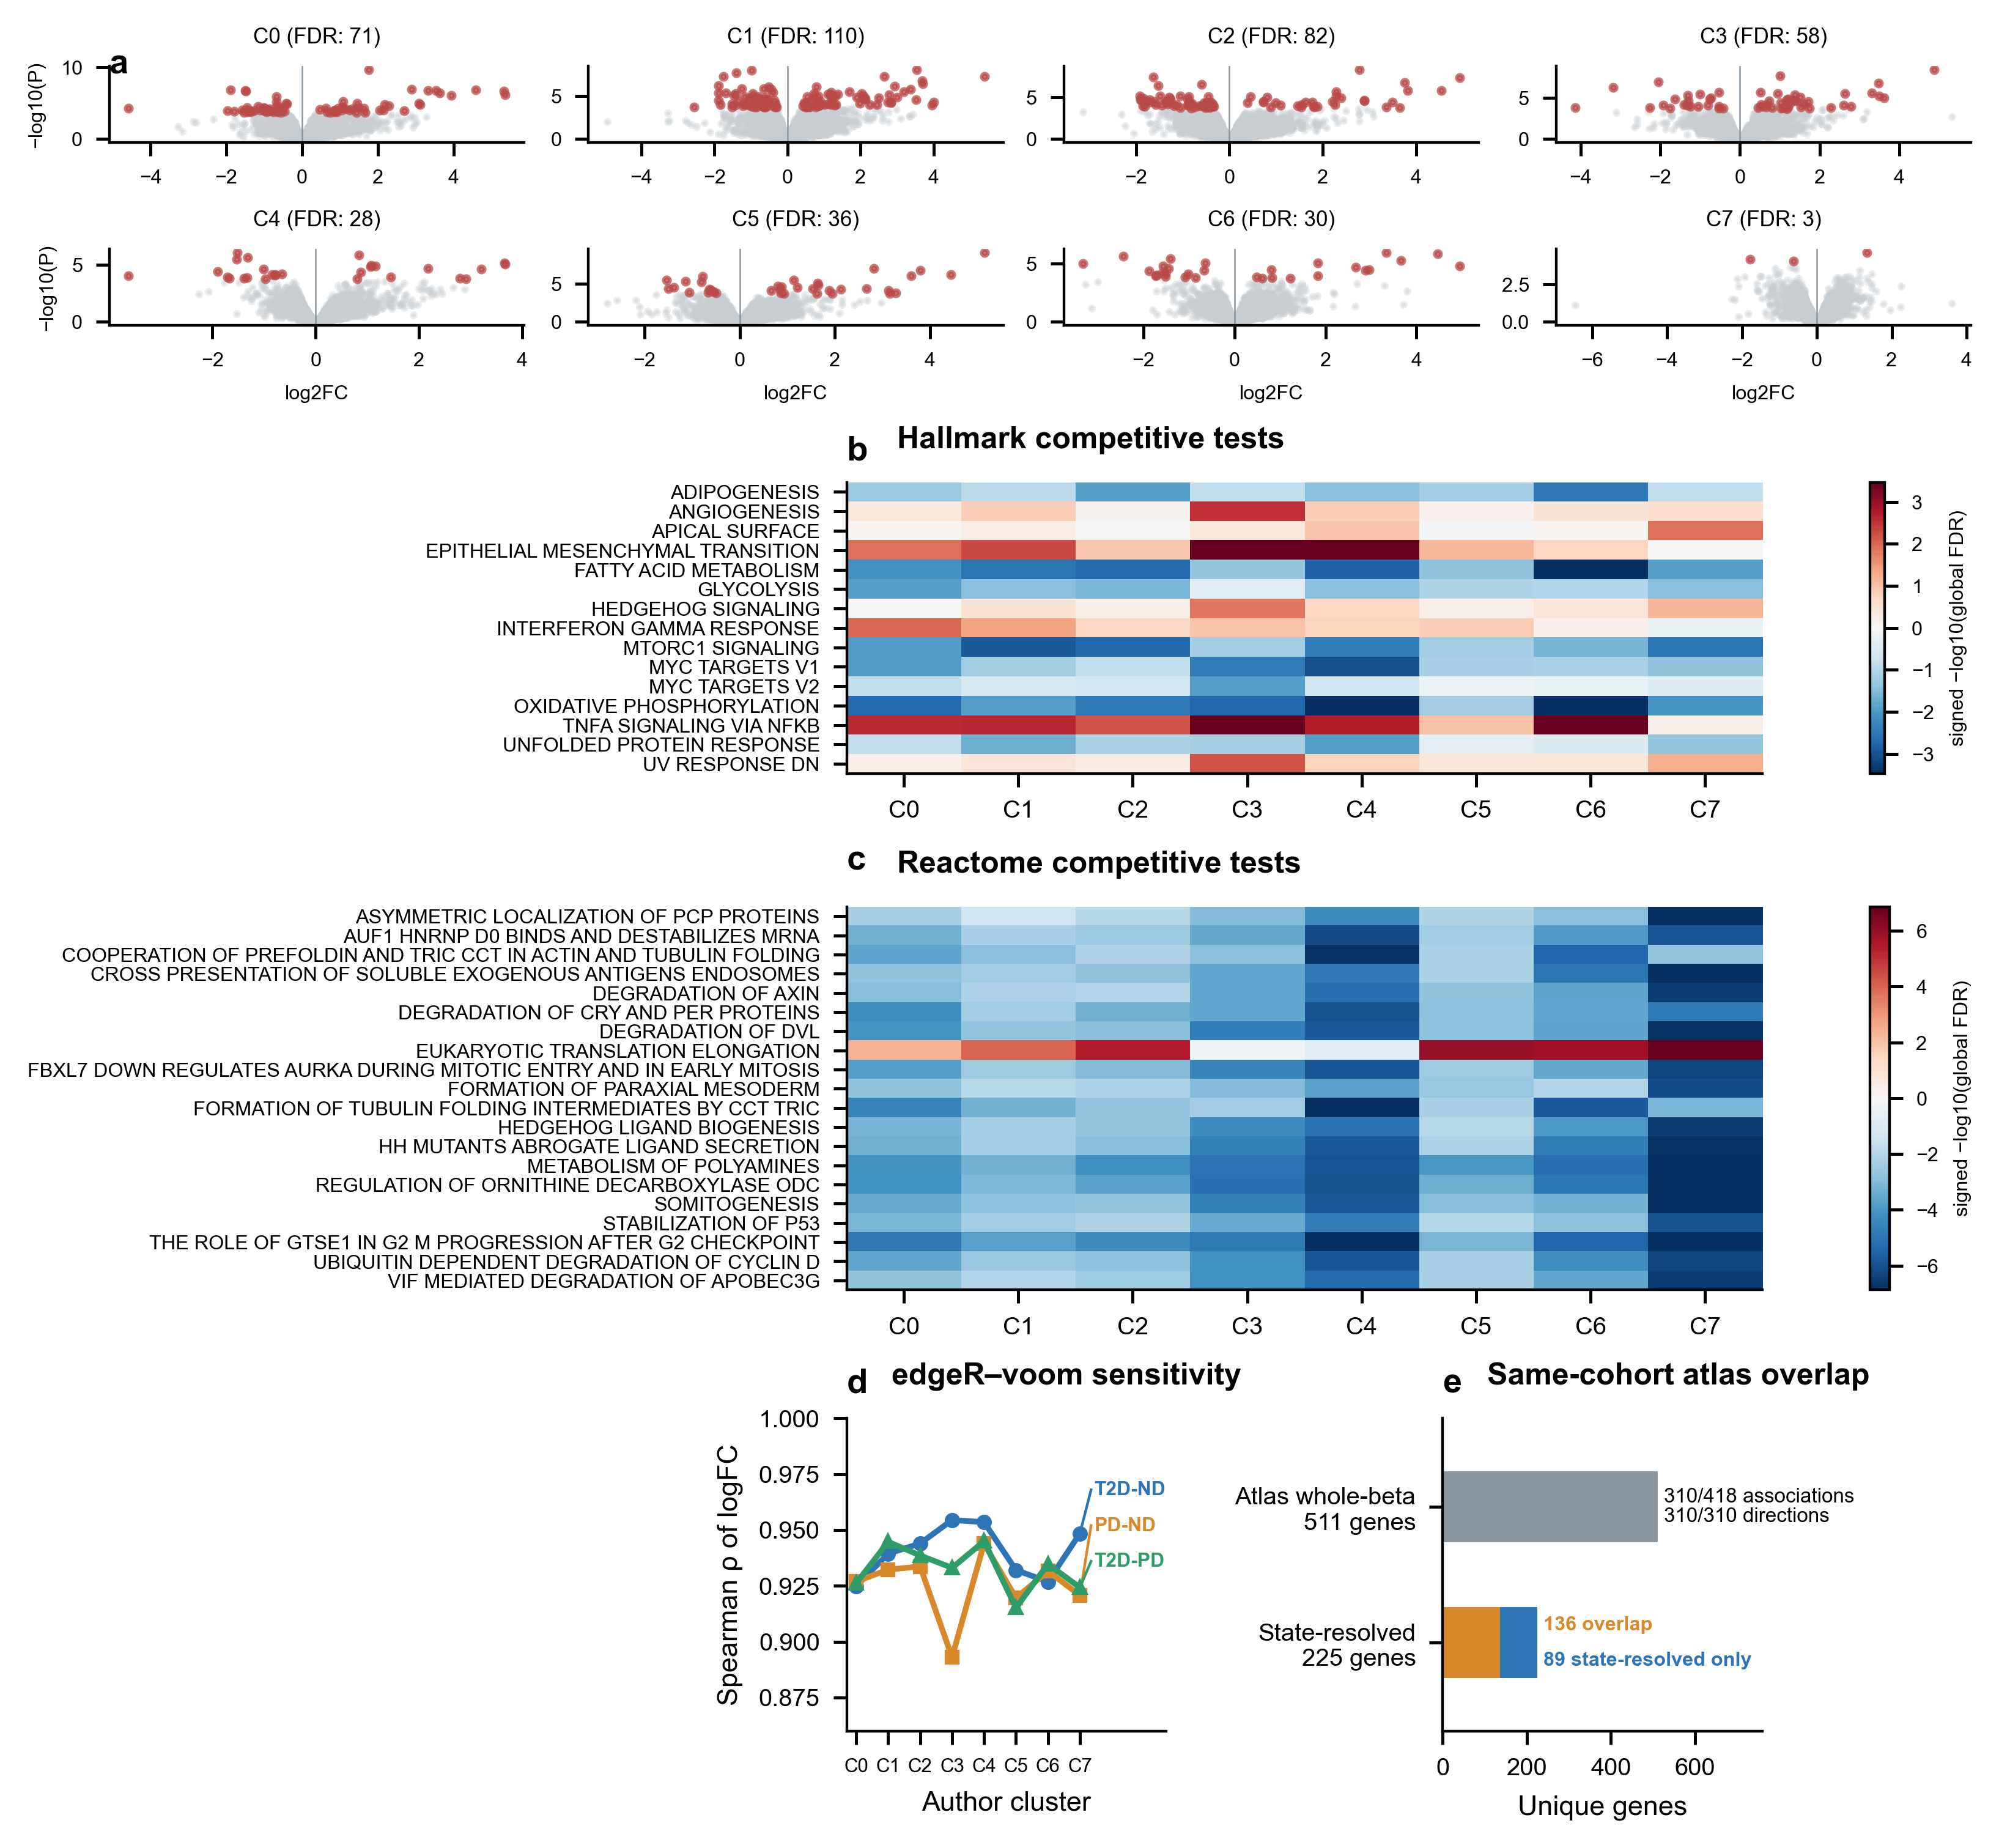 a
C0 (FDR: 71)
C1 (FDR: 110)
C2 (FDR: 82)
C3 (FDR: 58)
−log10(P)
10
0
−4 −2 0 2 4
5
0
−4 −2 0 2 4
5
0
−2 0 2 4
5
0
−4 −2 0 2 4
C4 (FDR: 28)
C5 (FDR: 36)
C6 (FDR: 30)
C7 (FDR: 3)
−log10(P)
5
0
−2 0 2 4
log2FC
5
0
−2 0 2 4
log2FC
5
0
−2 0 2 4
log2FC
2.5
0.0
−6 −4 −2 0 2 4
log2FC
b Hallmark competitive tests
ADIPOGENESIS
ANGIOGENESIS
APICAL SURFACE
EPITHELIAL MESENCHYMAL TRANSITION
FATTY ACID METABOLISM
GLYCOLYSIS
HEDGEHOG SIGNALING
INTERFERON GAMMA RESPONSE
MTORC1 SIGNALING
MYC TARGETS V1
MYC TARGETS V2
OXIDATIVE PHOSPHORYLATION
TNFA SIGNALING VIA NFKB
UNFOLDED PROTEIN RESPONSE
UV RESPONSE DN
C0 C1 C2 C3 C4 C5 C6 C7
3
2
1
0
−1
−2
−3
signed −log10(global FDR)
c Reactome competitive tests
ASYMMETRIC LOCALIZATION OF PCP PROTEINS
AUF1 HNRNP D0 BINDS AND DESTABILIZES MRNA
COOPERATION OF PREFOLDIN AND TRIC CCT IN ACTIN AND TUBULIN FOLDING
CROSS PRESENTATION OF SOLUBLE EXOGENOUS ANTIGENS ENDOSOMES
DEGRADATION OF AXIN
DEGRADATION OF CRY AND PER PROTEINS
DEGRADATION OF DVL
EUKARYOTIC TRANSLATION ELONGATION
FBXL7 DOWN REGULATES AURKA DURING MITOTIC ENTRY AND IN EARLY MITOSIS
FORMATION OF PARAXIAL MESODERM
FORMATION OF TUBULIN FOLDING INTERMEDIATES BY CCT TRIC
HEDGEHOG LIGAND BIOGENESIS
HH MUTANTS ABROGATE LIGAND SECRETION
METABOLISM OF POLYAMINES
REGULATION OF ORNITHINE DECARBOXYLASE ODC
SOMITOGENESIS
STABILIZATION OF P53
THE ROLE OF GTSE1 IN G2 M PROGRESSION AFTER G2 CHECKPOINT
UBIQUITIN DEPENDENT DEGRADATION OF CYCLIN D
VIF MEDIATED DEGRADATION OF APOBEC3G
C0 C1 C2 C3 C4 C5 C6 C7
6
4
2
0
−2
−4
−6
signed −log10(global FDR)
d edgeR–voom sensitivity
Spearman ρ of logFC
1.000
0.975
0.950
0.925
0.900
0.875
T2D-ND
PD-ND
T2D-PD
C0 C1 C2 C3 C4 C5 C6 C7
Author cluster
e Same-cohort atlas overlap
Atlas whole-beta
511 genes
310/418 associations
310/310 directions
State-resolved
225 genes
136 overlap
89 state-resolved only
0 200 400 600
Unique genes